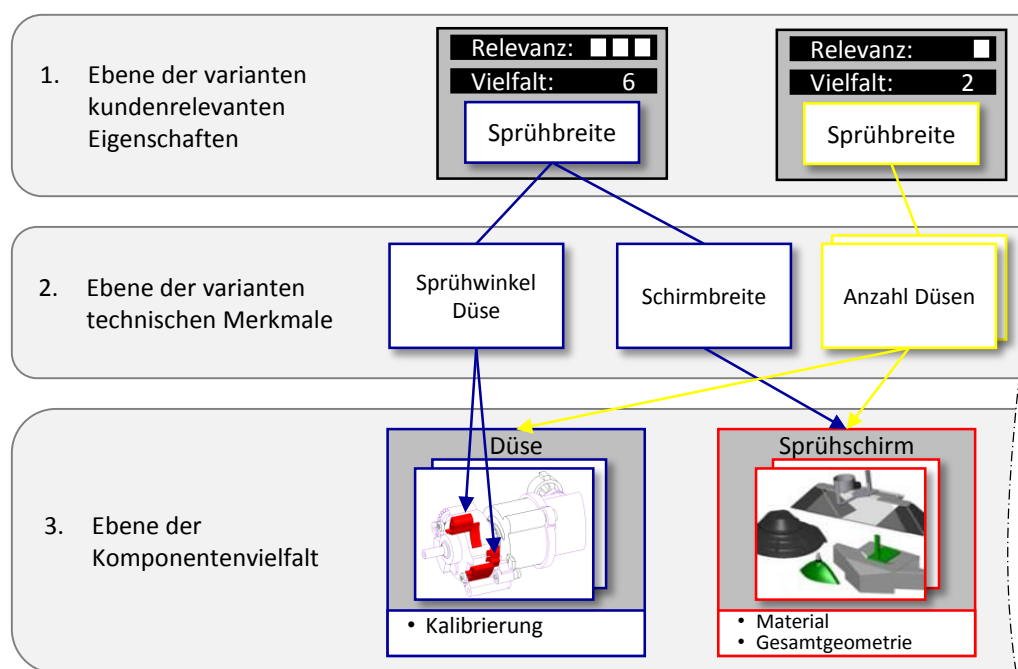 1. Ebene der varianten
kundenrelevanten
Eigenschaften
Relevanz:
Vielfalt: 6
Sprühbreite
Relevanz:
Vielfalt: 2
Sprühbreite
2. Ebene der varianten
technischen Merkmale
Sprühwinkel
Düse
Schirmbreite
Anzahl Düsen
3. Ebene der
Komponentenvielfalt
Düse
• Kalibrierung
Sprühschirm
• Material
• Gesamtgeometrie